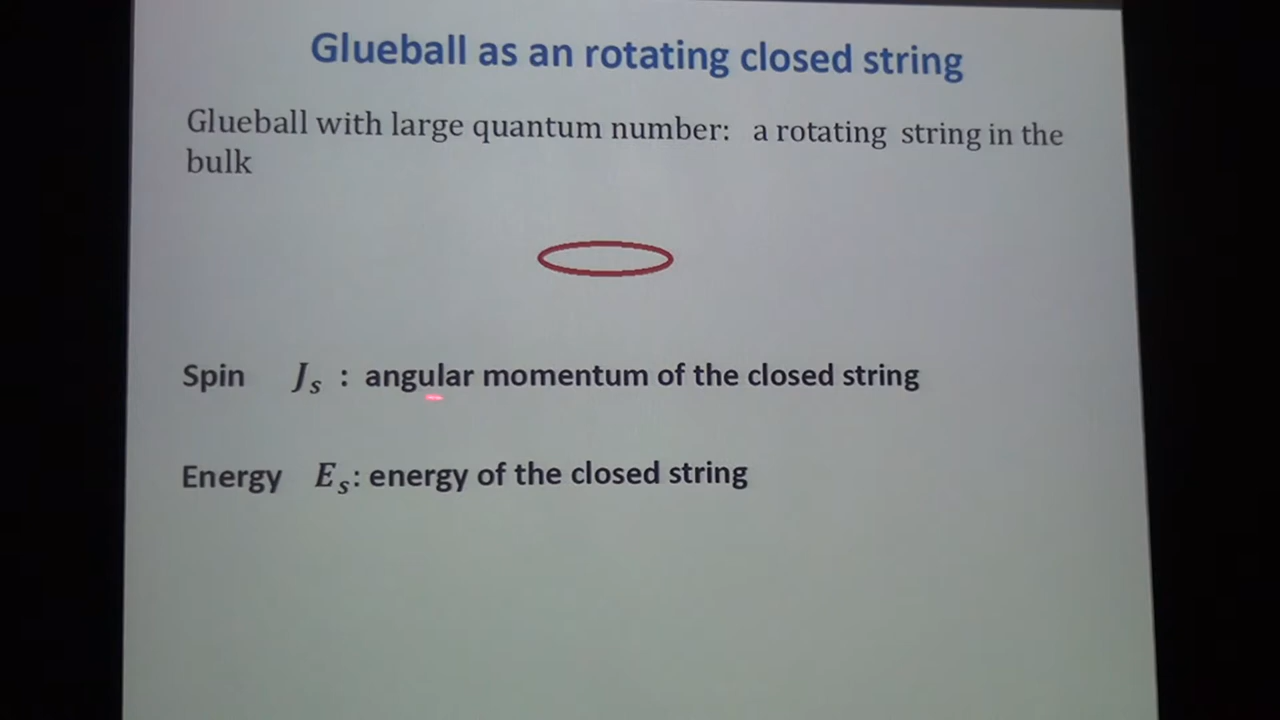 Glueball as an rotating closed string
Glueball with large quantum number: a rotating string in the
bulk
Spin J_s : angular momentum of the closed string
Energy E_s: energy of the closed string